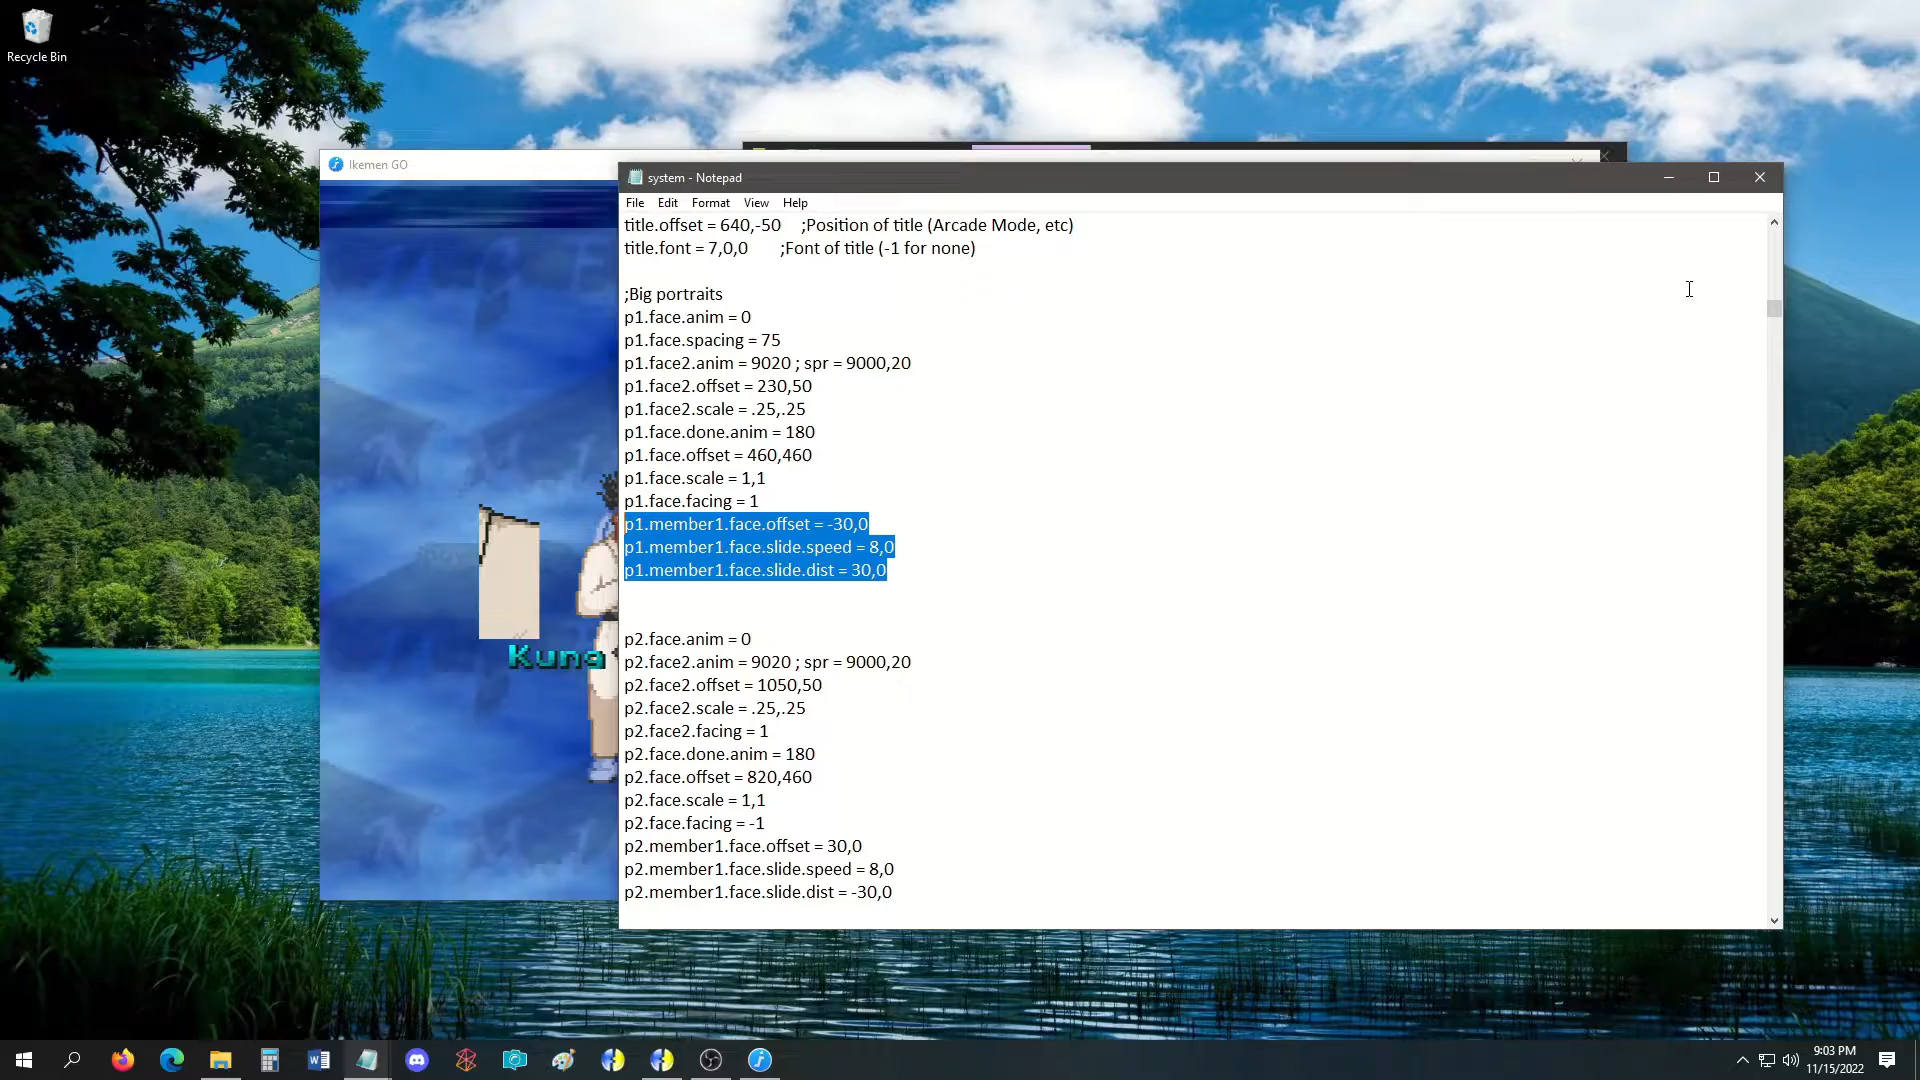 Recycle Bin
Ikemen GO
system - Notepad
File Edit Format View Help
title.offset = 640,-50 ;Position of title (Arcade Mode, etc)
title.font = 7,0,0 ;Font of title (-1 for none)
;Big portraits
p1.face.anim = 0
p1.face.spacing = 75
p1.face2.anim = 9020 ; spr = 9000,20
p1.face2.offset = 230,50
p1.face2.scale = .25,.25
p1.face.done.anim = 180
p1.face.offset = 460,460
p1.face.scale = 1,1
p1.face.facing = 1
p1.member1.face.offset = -30,0
p1.member1.face.slide.speed = 8,0
p1.member1.face.slide.dist = 30,0
p2.face.anim = 0
p2.face2.anim = 9020 ; spr = 9000,20
p2.face2.offset = 1050,50
p2.face2.scale = .25,.25
p2.face2.facing = 1
p2.face.done.anim = 180
p2.face.offset = 820,460
p2.face.scale = 1,1
p2.face.facing = -1
p2.member1.face.offset = 30,0
p2.member1.face.slide.speed = 8,0
p2.member1.face.slide.dist = -30,0
Kung
9:03 PM
11/15/2022